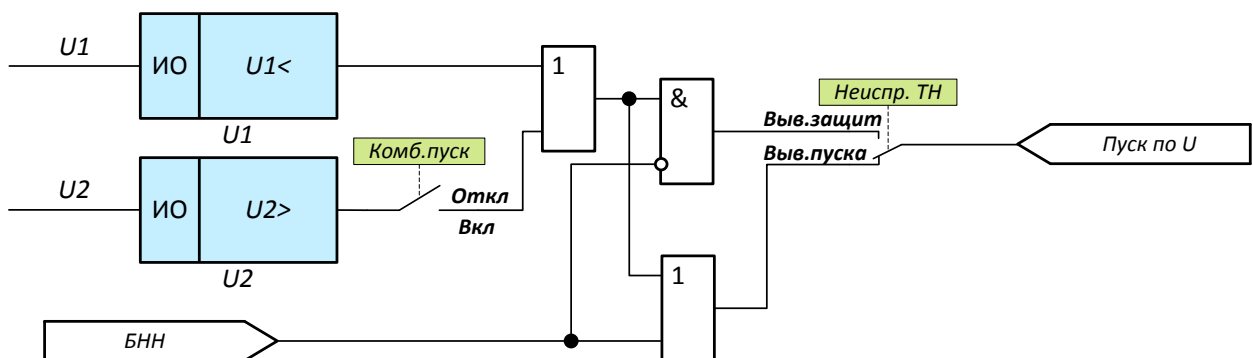 U1
ИО
U1<
U1
1
&
Неиспр. ТН
Выв.защит
Выв.пуска
Пуск по U
Комб.пуск
U2
ИО
U2>
Откл
Вкл
U2
1
БНН